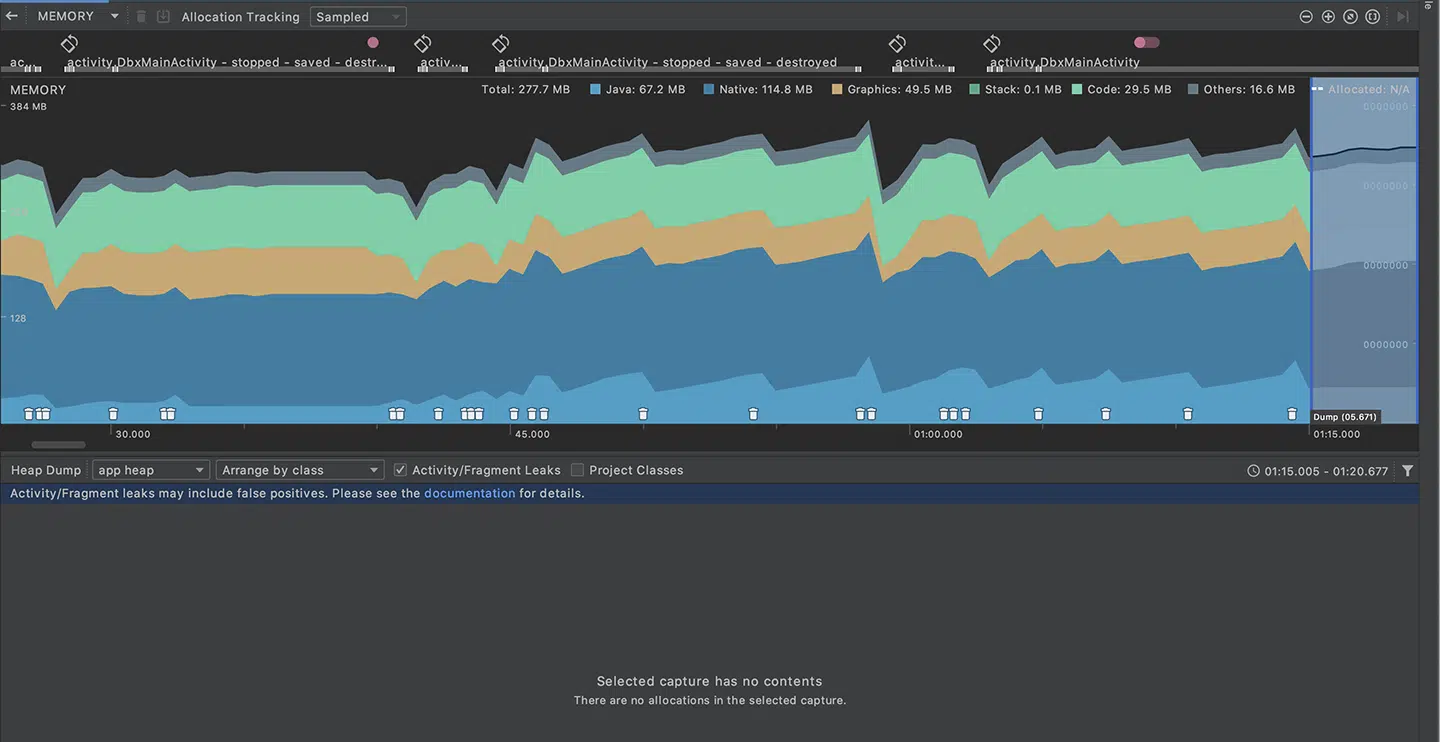 MEMORY Allocation Tracking Sampled
ac... activity.DbxMainActivity - stopped - saved - destr... activ... activity.DbxMainActivity - stopped - saved - destroyed activit... activity.DbxMainActivity
MEMORY Total: 277.7 MB Java: 67.2 MB Native: 114.8 MB Graphics: 49.5 MB Stack: 0.1 MB Code: 29.5 MB Others: 16.6 MB Allocated: N/A
384 MB 0000000
0000000
0000000
128
0000000
Dump (05.671)
30.000 45.000 01:00.000 01:15.000
Heap Dump app heap Arrange by class Activity/Fragment Leaks Project Classes 01:15.005 - 01:20.677
Activity/Fragment leaks may include false positives. Please see the documentation for details.
Selected capture has no contents
There are no allocations in the selected capture.